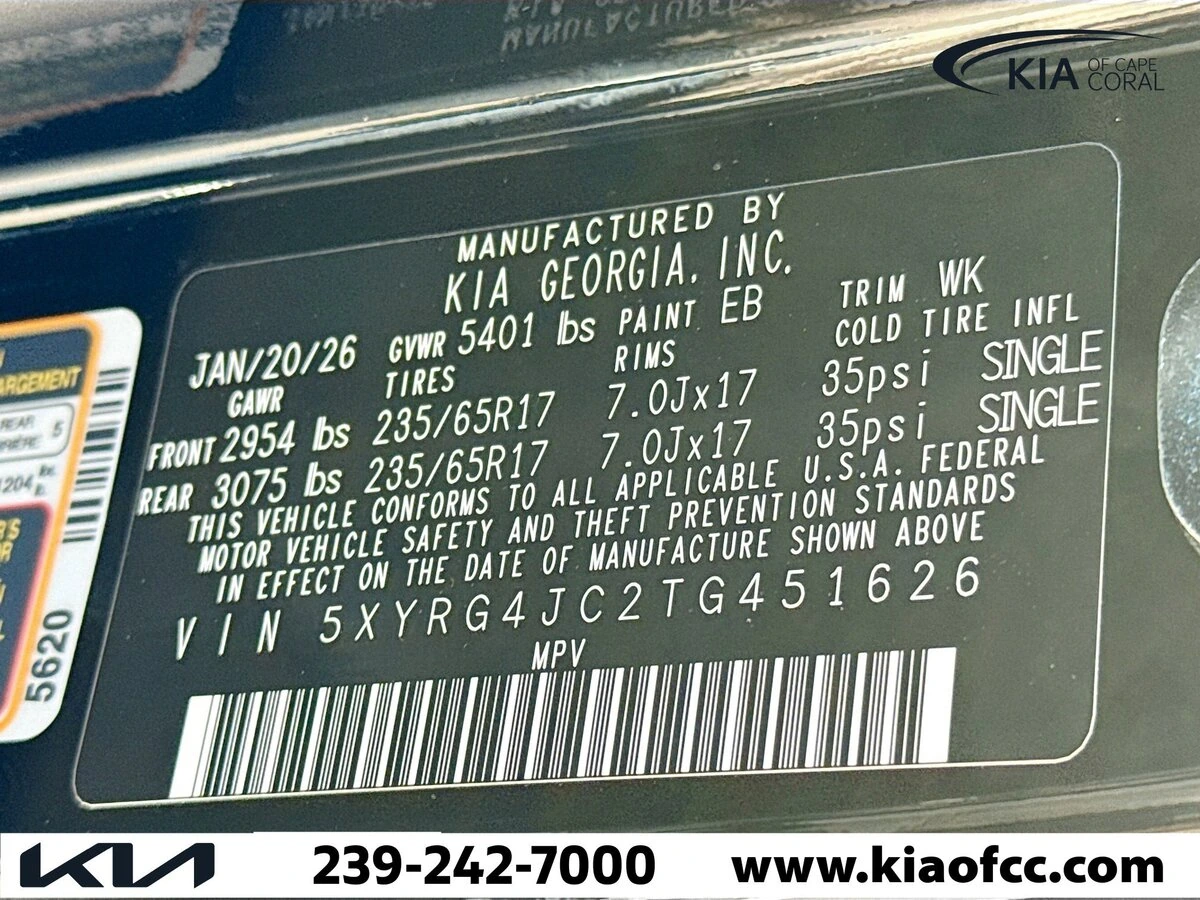 KIA OF CAPE CORAL
MANUFACTURED BY
KIA GEORGIA, INC.
JAN/20/26 GVWR 5401 lbs PAINT EB TRIM WK
GAWR TIRES RIMS COLD TIRE INFL
FRONT 2954 lbs 235/65R17 7.0Jx17 35psi SINGLE
REAR 3075 lbs 235/65R17 7.0Jx17 35psi SINGLE
THIS VEHICLE CONFORMS TO ALL APPLICABLE U.S.A. FEDERAL
MOTOR VEHICLE SAFETY AND THEFT PREVENTION STANDARDS
IN EFFECT ON THE DATE OF MANUFACTURE SHOWN ABOVE
VIN 5XYRG4JC2TG451626
MPV
ARGEMENT
REAR 5
5620
KIA 239-242-7000 www.kiaofcc.com